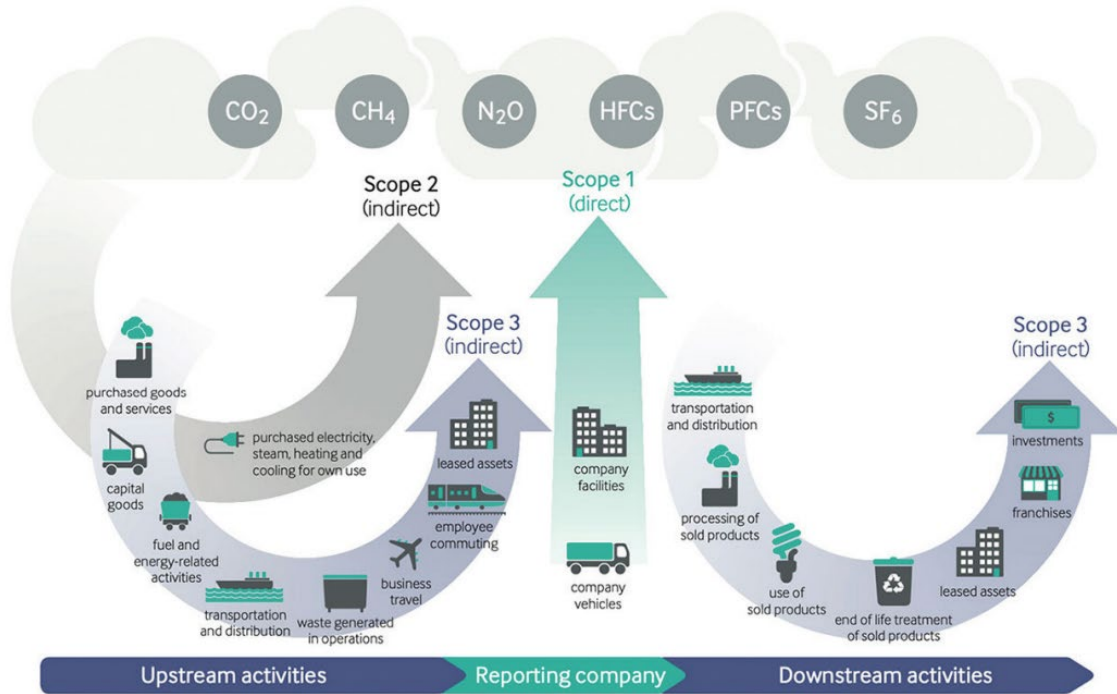 CO₂
CH₄
N₂O
HFCs
PFCs
SF₆
Scope 2
(indirect)
Scope 1
(direct)
Scope 3
(indirect)
Scope 3
(indirect)
purchased goods
and services
capital
goods
fuel and
energy-related
activities
transportation
and distribution
waste generated
in operations
business
travel
employee
commuting
leased assets
purchased electricity,
steam, heating and
cooling for own use
company
facilities
company
vehicles
transportation
and distribution
processing of
sold products
use of
sold products
end of life treatment
of sold products
leased assets
franchises
$
investments
Upstream activities
Reporting company
Downstream activities